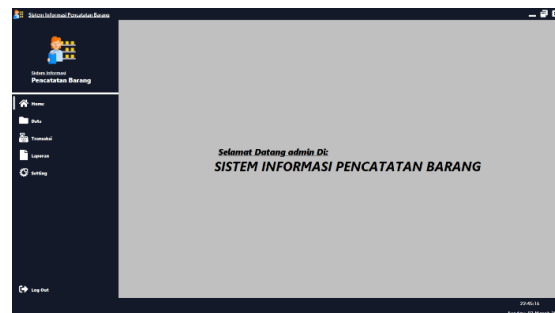 Sistem Informasi Pencatatan Barang
Sistem Informasi
Pencatatan Barang
Home
Data
Transaksi
Laporan
Setting
Selamat Datang admin Di:
SISTEM INFORMASI PENCATATAN BARANG
Log Out
22:45:16